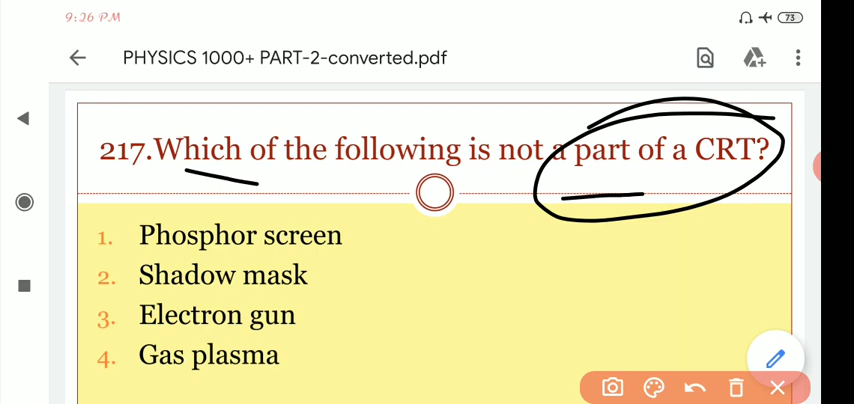 9:26 PM
73
PHYSICS 1000+ PART-2-converted.pdf
217.Which of the following is not a part of a CRT?
1. Phosphor screen
2. Shadow mask
3. Electron gun
4. Gas plasma